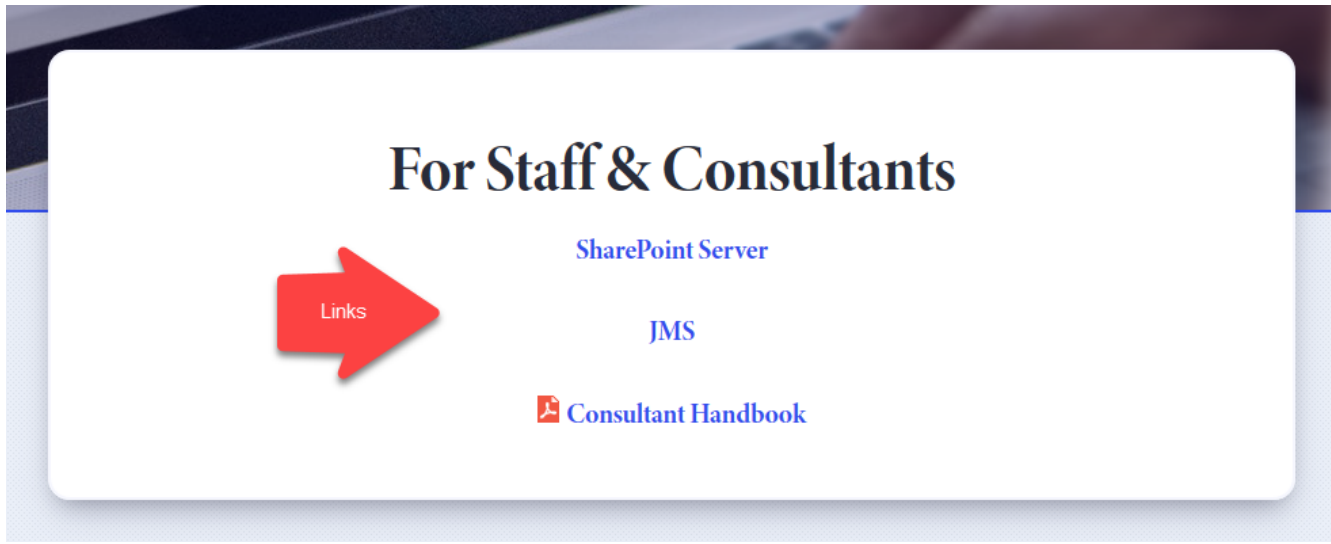 For Staff & Consultants
SharePoint Server
Links
JMS
Consultant Handbook